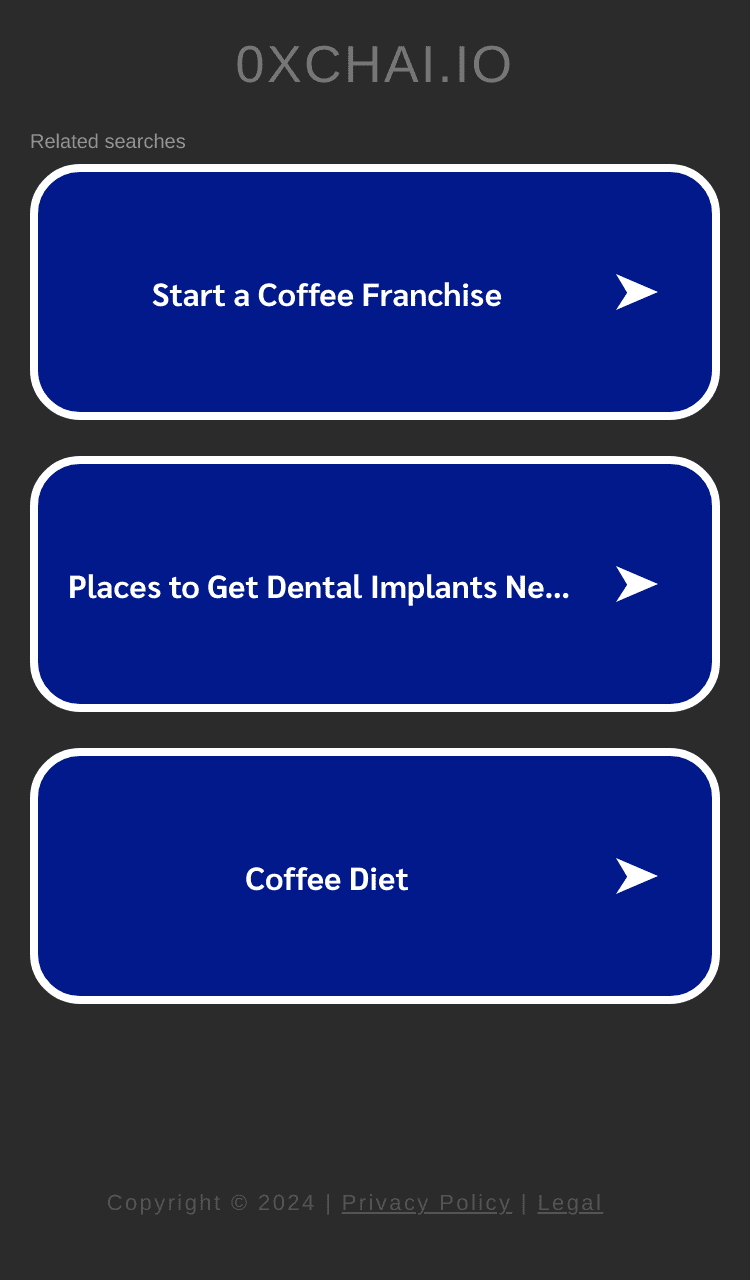 0XCHAI.IO
Related searches
Start a Coffee Franchise
Places to Get Dental Implants Ne...
Coffee Diet
Copyright © 2024 | Privacy Policy | Legal